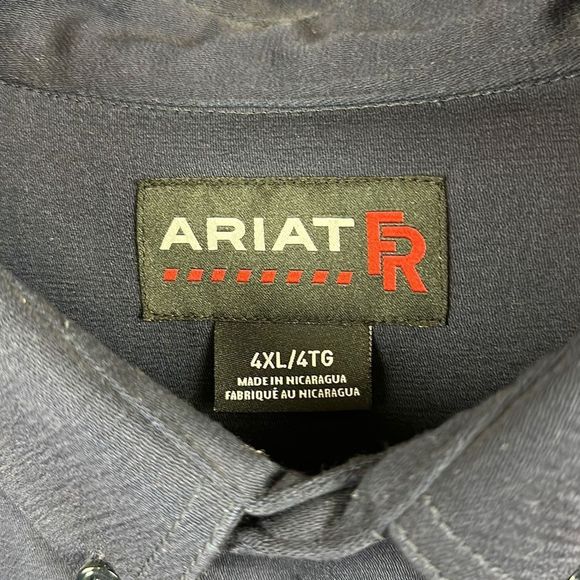 ARIAT FR
4XL/4TG
MADE IN NICARAGUA
FABRIQUÉ AU NICARAGUA